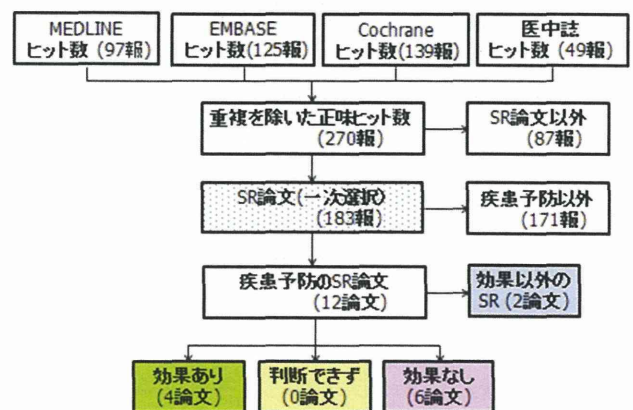 MEDLINE
ヒット数 (97報)
EMBASE
ヒット数(125報)
Cochrane
ヒット数(139報)
医中誌
ヒット数 (49報)
重複を除いた正味ヒット数
(270報)
SR論文以外
(87報)
SR論文(一次選択)
(183報)
疾患予防以外
(171報)
疾患予防のSR論文
(12論文)
効果以外の
SR (2論文)
効果あり
(4論文)
判断できず
(0論文)
効果なし
(6論文)